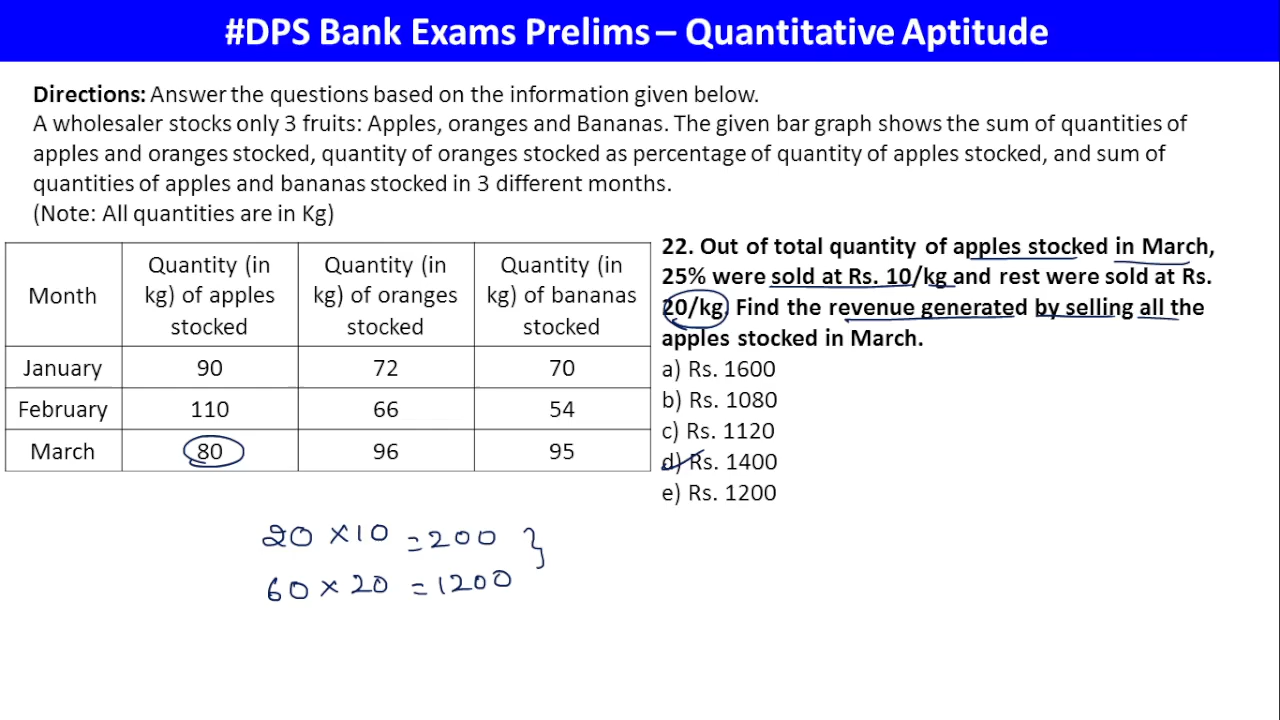 #DPS Bank Exams Prelims – Quantitative Aptitude
Directions: Answer the questions based on the information given below.
A wholesaler stocks only 3 fruits: Apples, oranges and Bananas. The given bar graph shows the sum of quantities of
apples and oranges stocked, quantity of oranges stocked as percentage of quantity of apples stocked, and sum of
quantities of apples and bananas stocked in 3 different months.
(Note: All quantities are in Kg)
Month
Quantity (in
kg) of apples
stocked
Quantity (in
kg) of oranges
stocked
Quantity (in
kg) of bananas
stocked
January 90 72 70
February 110 66 54
March 80 96 95
22. Out of total quantity of apples stocked in March,
25% were sold at Rs. 10/kg and rest were sold at Rs.
20/kg. Find the revenue generated by selling all the
apples stocked in March.
a) Rs. 1600
b) Rs. 1080
c) Rs. 1120
d) Rs. 1400
e) Rs. 1200
20 × 10 = 200 }
60 × 20 = 1200